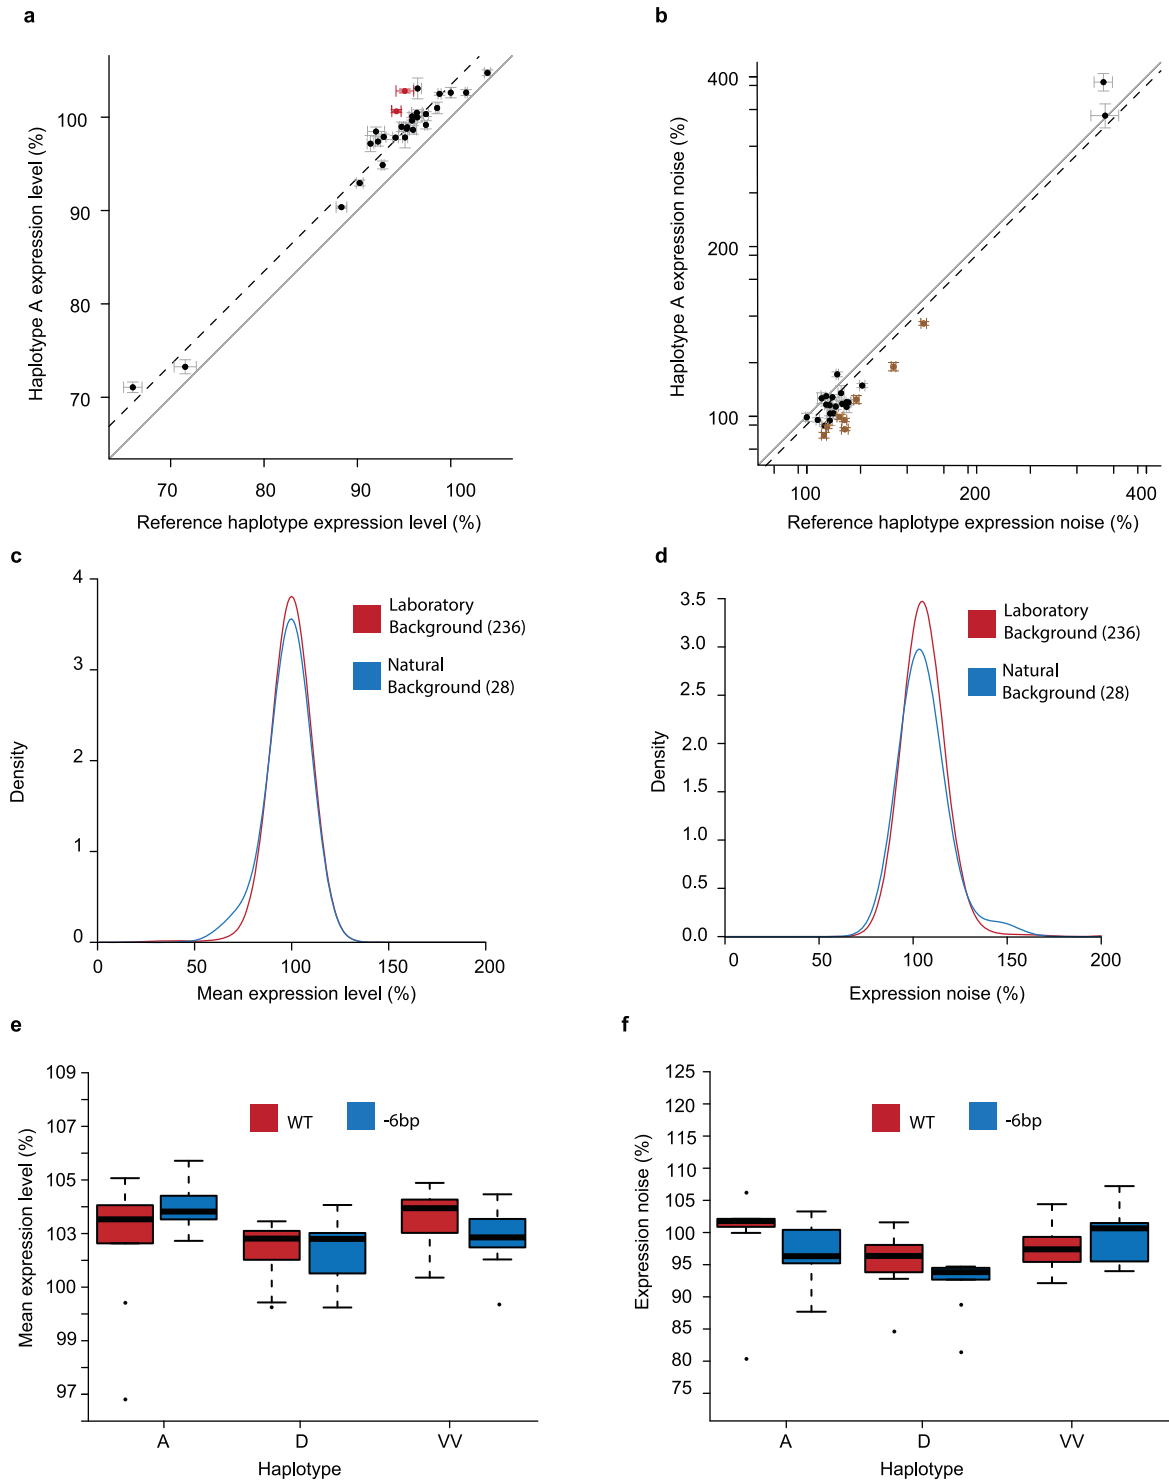 a
Haplotype A expression level (%)
100
90
80
70
70 80 90 100
Reference haplotype expression level (%)
b
Haplotype A expression noise (%)
400
200
100
100 200 400
Reference haplotype expression noise (%)
c
Density
4
3
2
1
0
0 50 100 150 200
Mean expression level (%)
Laboratory
Background (236)
Natural
Background (28)
d
Density
3.5
3.0
2.5
2.0
1.5
1.0
0.5
0.0
0 50 100 150 200
Expression noise (%)
Laboratory
Background (236)
Natural
Background (28)
e
Mean expression level (%)
109
107
105
104
103
100
99
97
WT -6bp
A D VV
Haplotype
f
Expression noise (%)
125
120
115
110
105
100
95
90
85
80
75
WT -6bp
A D VV
Haplotype